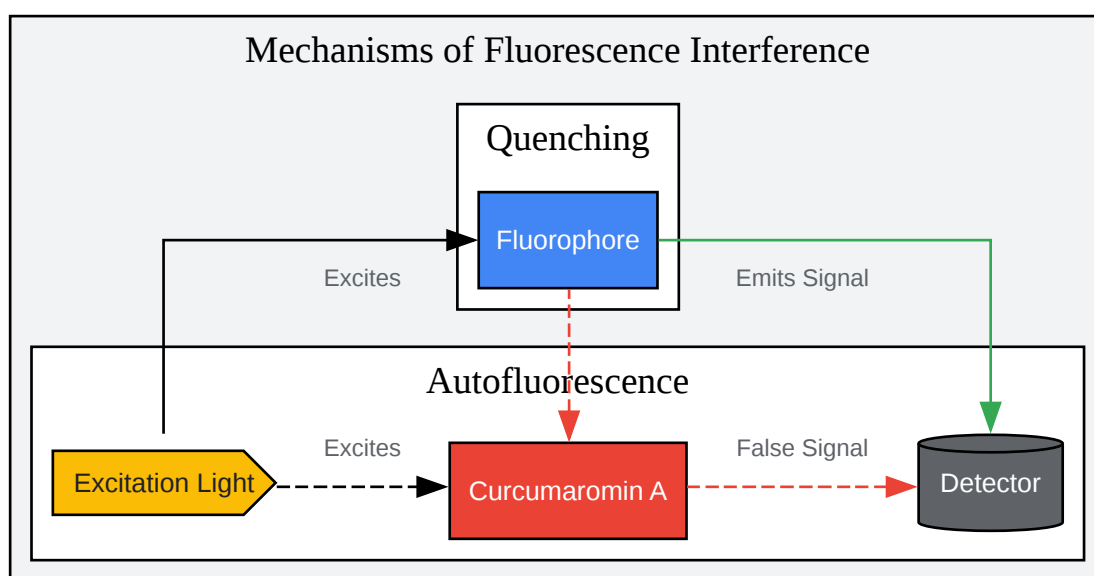 Mechanisms of Fluorescence Interference
Quenching
Fluorophore
Excites
Emits Signal
Autofluorescence
Excites
False Signal
Excitation Light
Curcumaromin A
Detector